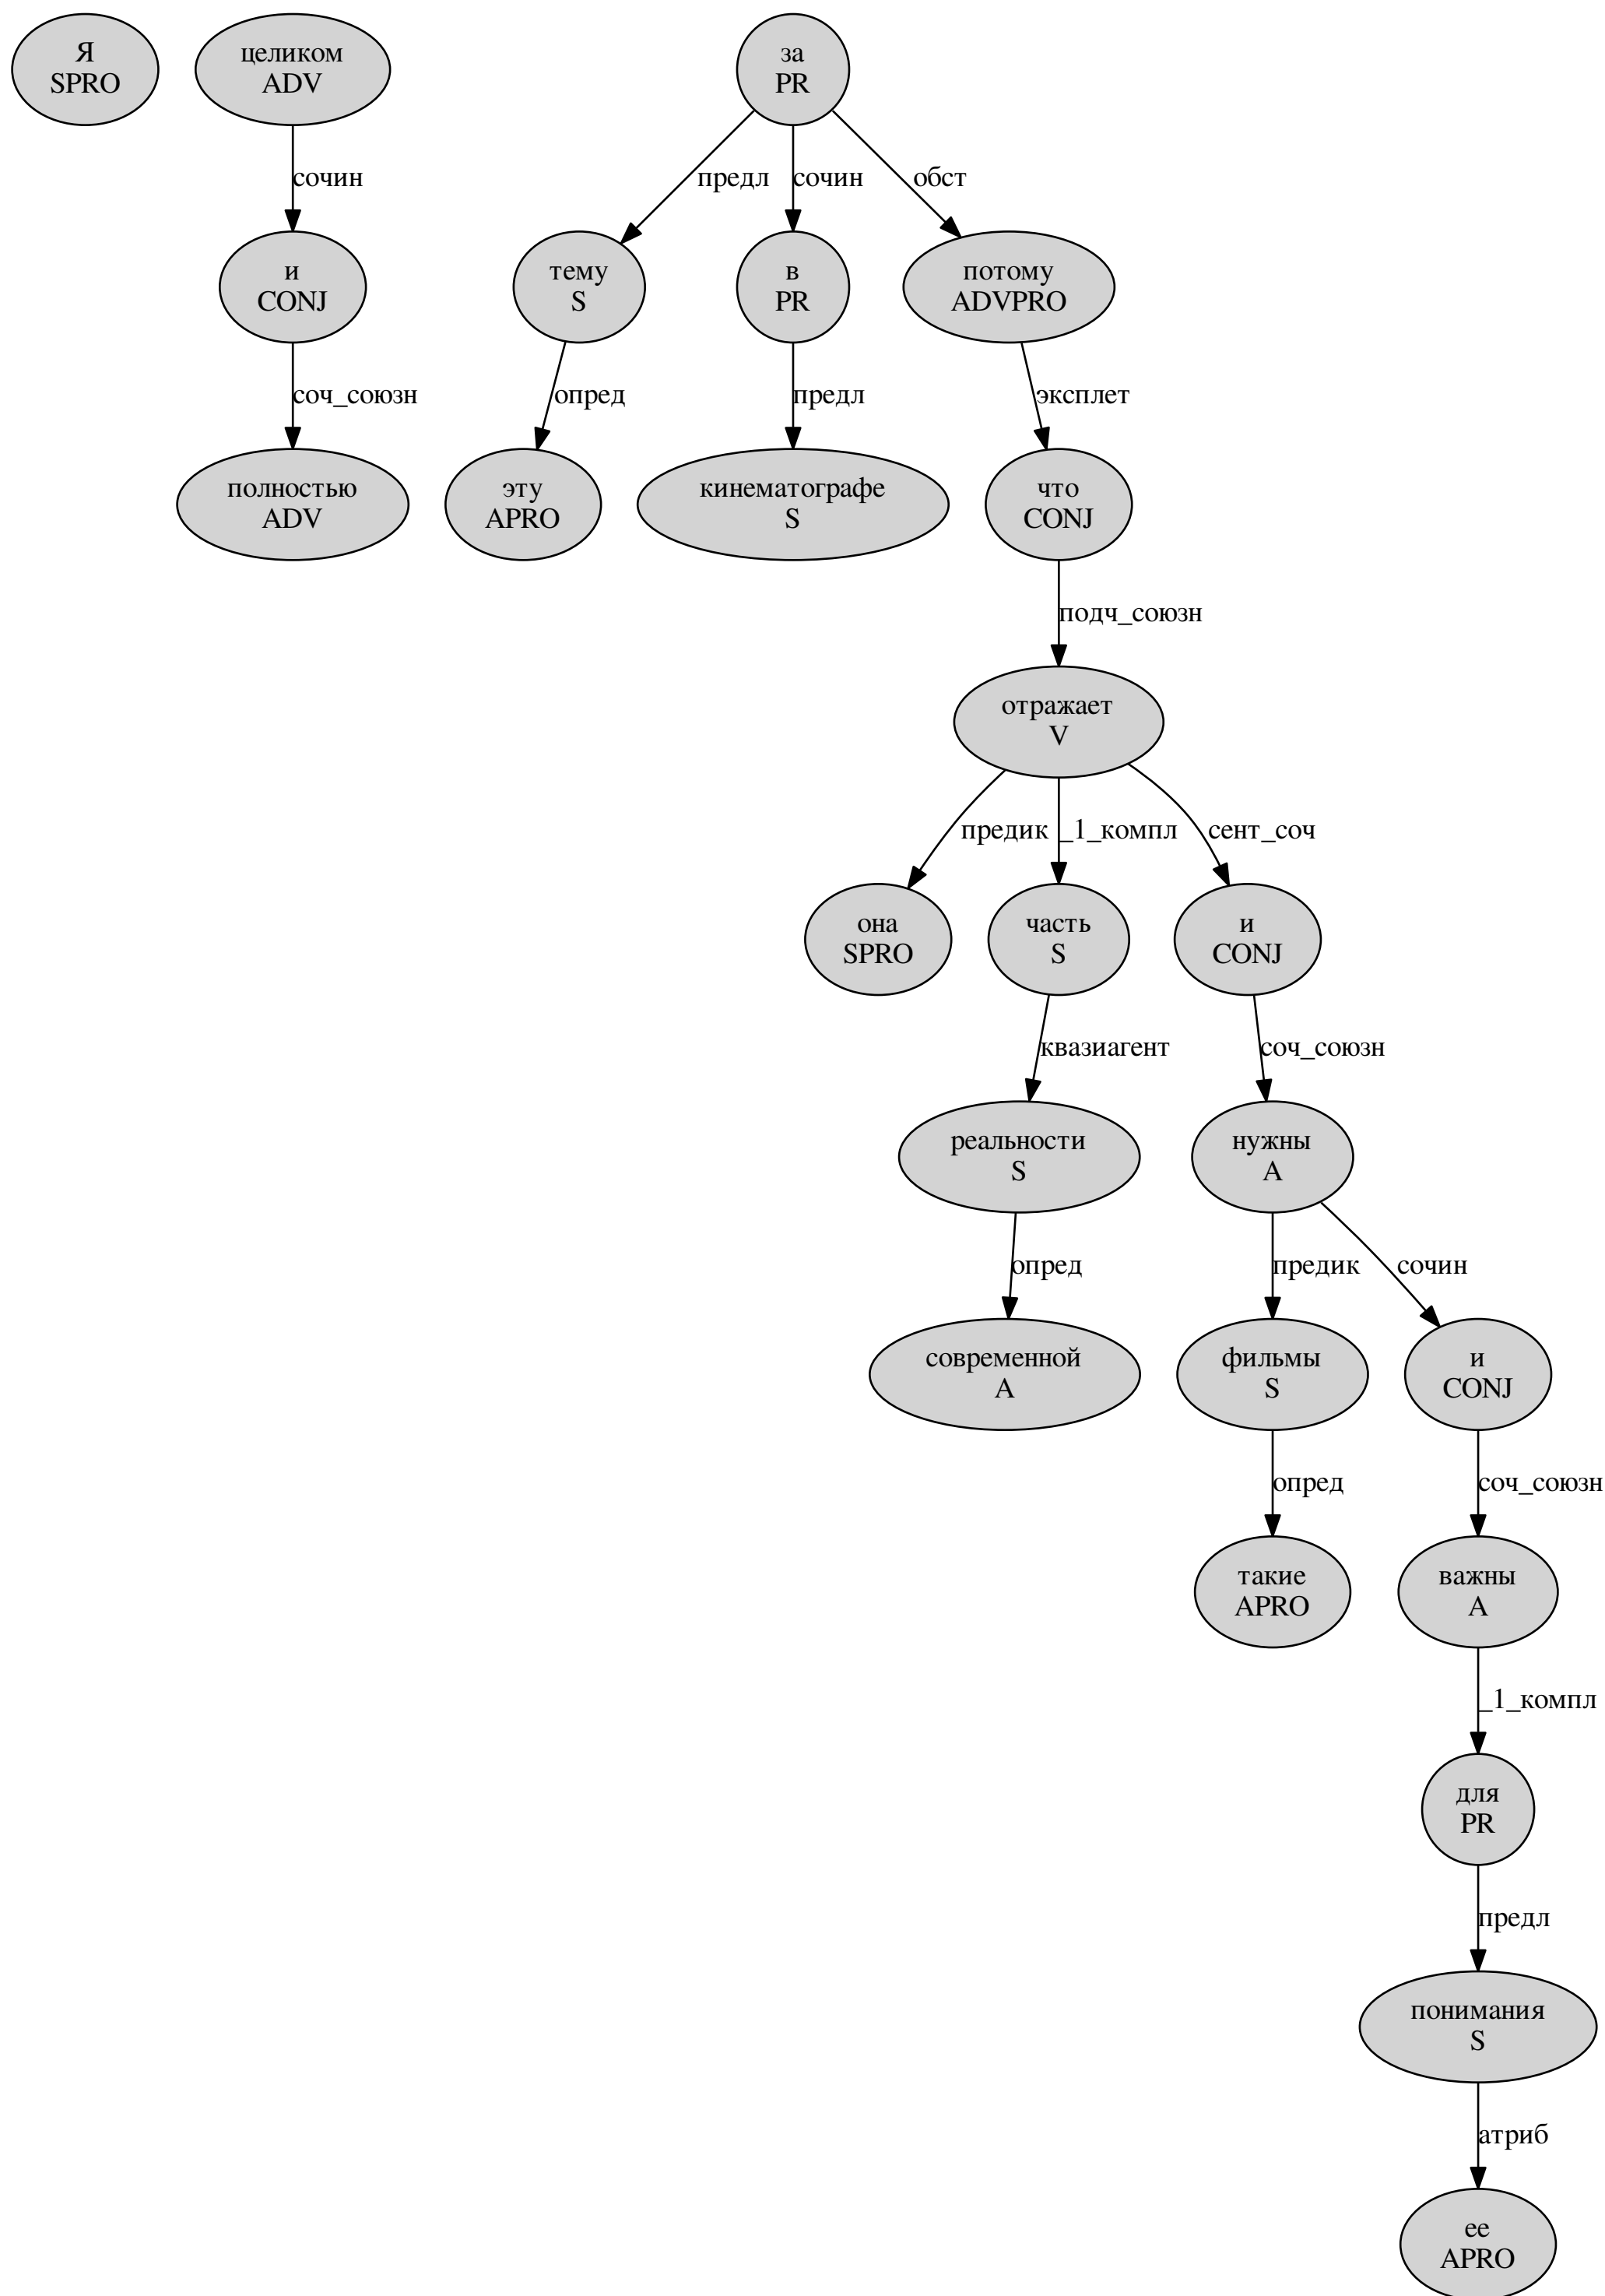 Я
SPRO
целиком
ADV
за
PR
сочин
предл
сочин
обст
и
CONJ
тему
S
в
PR
потому
ADVPRO
соч_союзн
опред
предл
эксплет
полностью
ADV
эту
APRO
кинематографе
S
что
CONJ
подч_союзн
отражает
V
предик
_1_компл
сент_соч
она
SPRO
часть
S
и
CONJ
квазиагент
соч_союзн
реальности
S
нужны
A
опред
предик
сочин
современной
A
фильмы
S
и
CONJ
опред
соч_союзн
такие
APRO
важны
A
_1_компл
для
PR
предл
понимания
S
атриб
ее
APRO